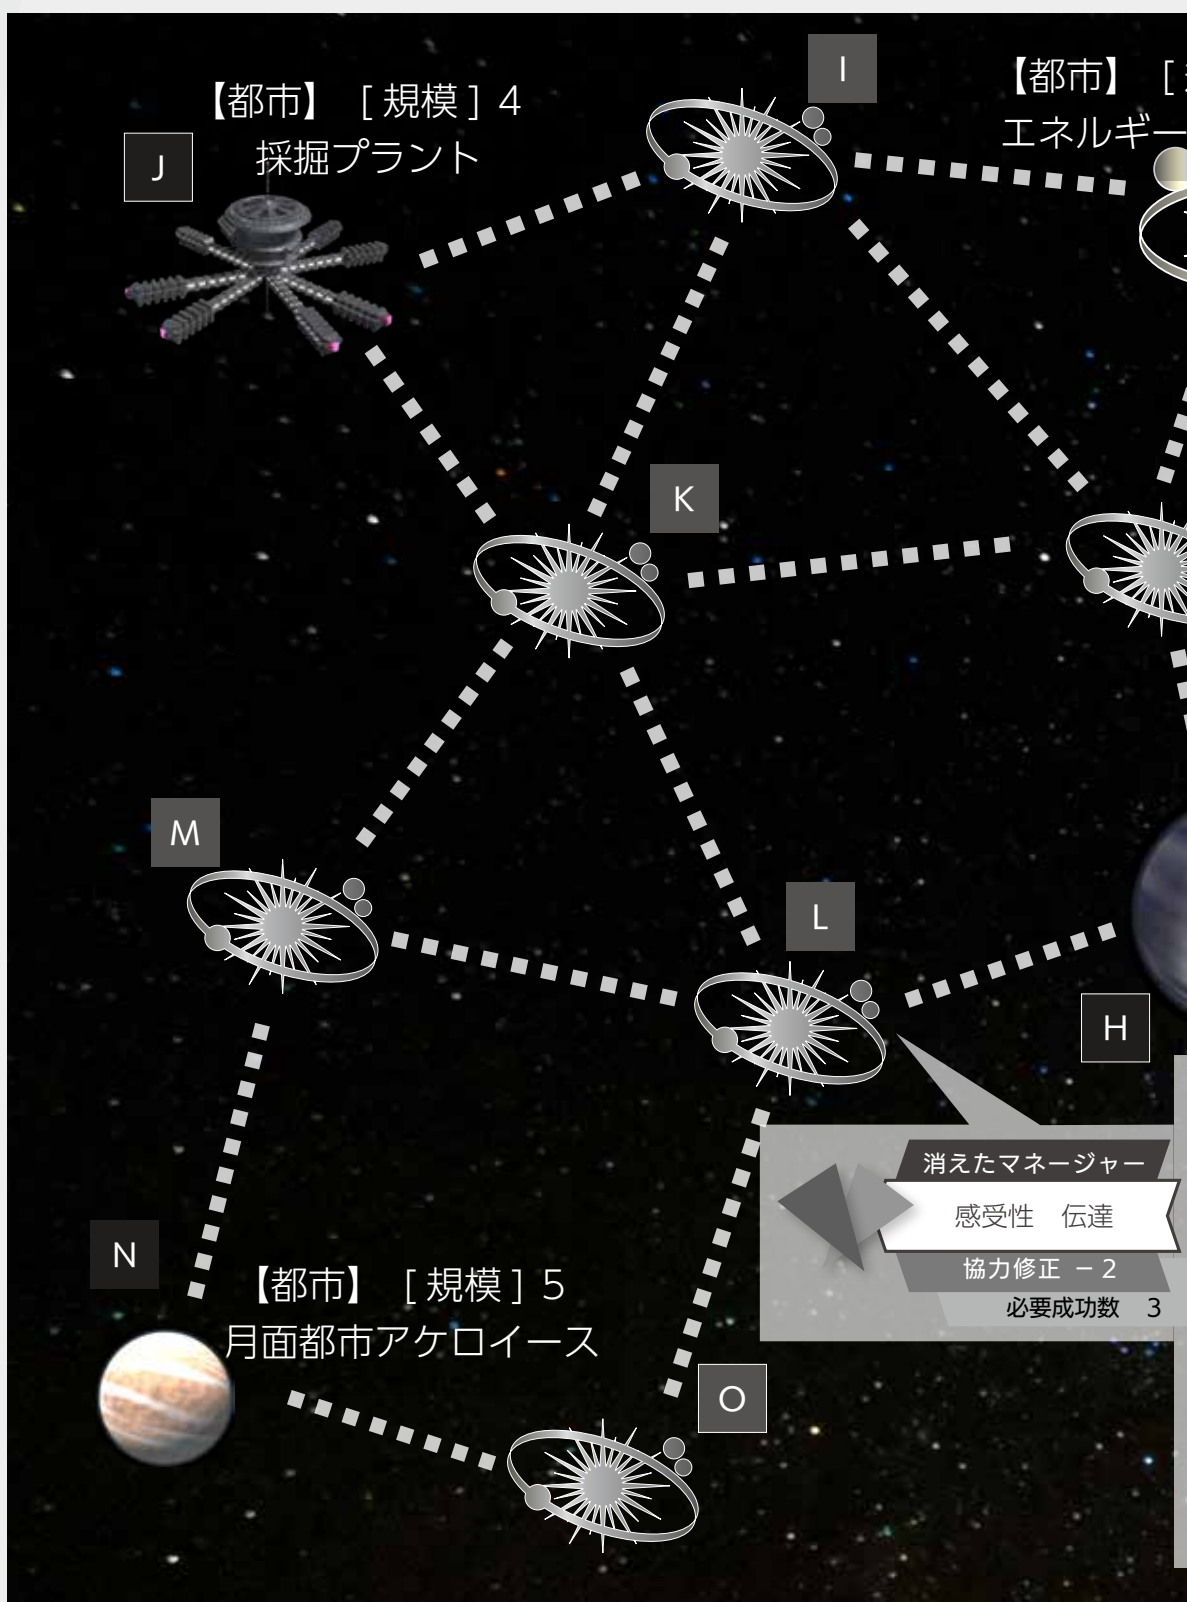 I
【都市】 [規模] 4
採掘プラント
J
【都市】 [
エネルギー
K
M
L
H
消えたマネージャー
感受性 伝達
協力修正 －2
必要成功数 3
N
【都市】 [規模] 5
月面都市アケロイース
O